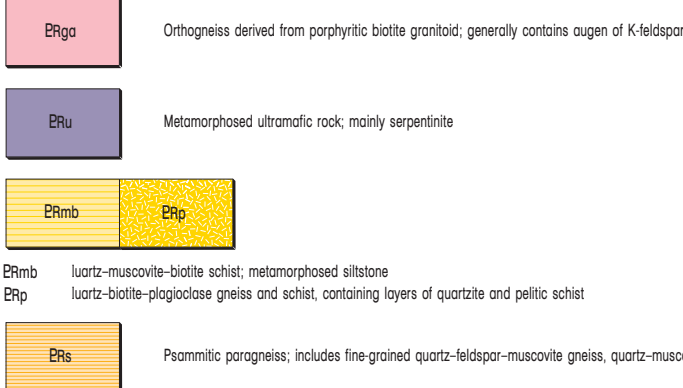 PRga Orthogneiss derived from porphyritic biotite granitoid; generally contains augen of K-feldspar
PRu Metamorphosed ultramafic rock; mainly serpentinite
PRmb PRp
PRmb luartz–muscovite–biotite schist; metamorphosed siltstone
PRp luartz–biotite–plagioclase gneiss and schist, containing layers of quartzite and pelitic schist
PRs Psammitic paragneiss; includes fine-grained quartz–feldspar–muscovite gneiss, quartz–musc